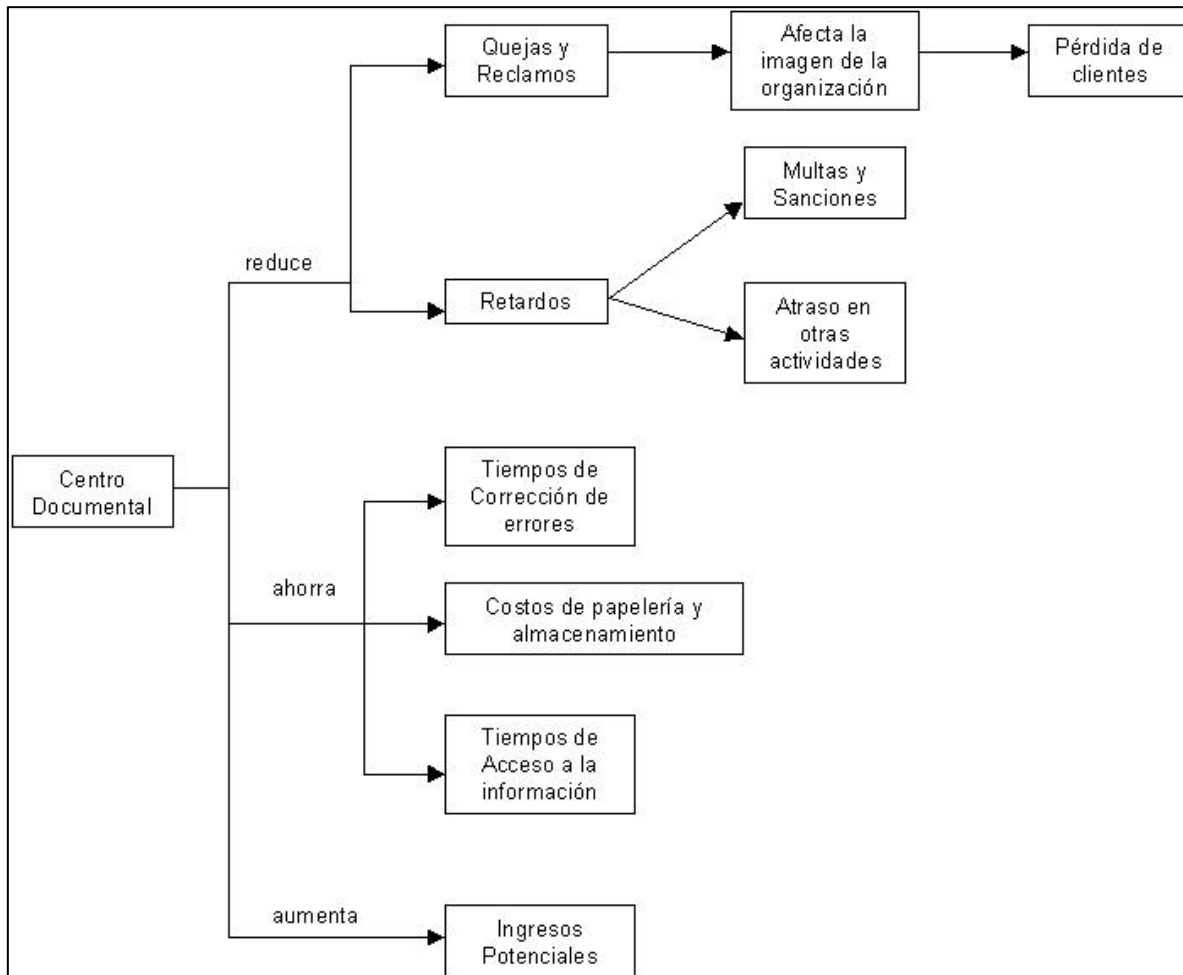 Quejas y
Reclamos
Afecta la
imagen de la
organización
Pérdida de
clientes
Multas y
Sanciones
reduce
Retardos
Atraso en
otras
actividades
Centro
Documental
Tiempos de
Corrección de
errores
ahorra
Costos de papelería y
almacenamiento
Tiempos de
Acceso a la
información
aumenta
Ingresos
Potenciales